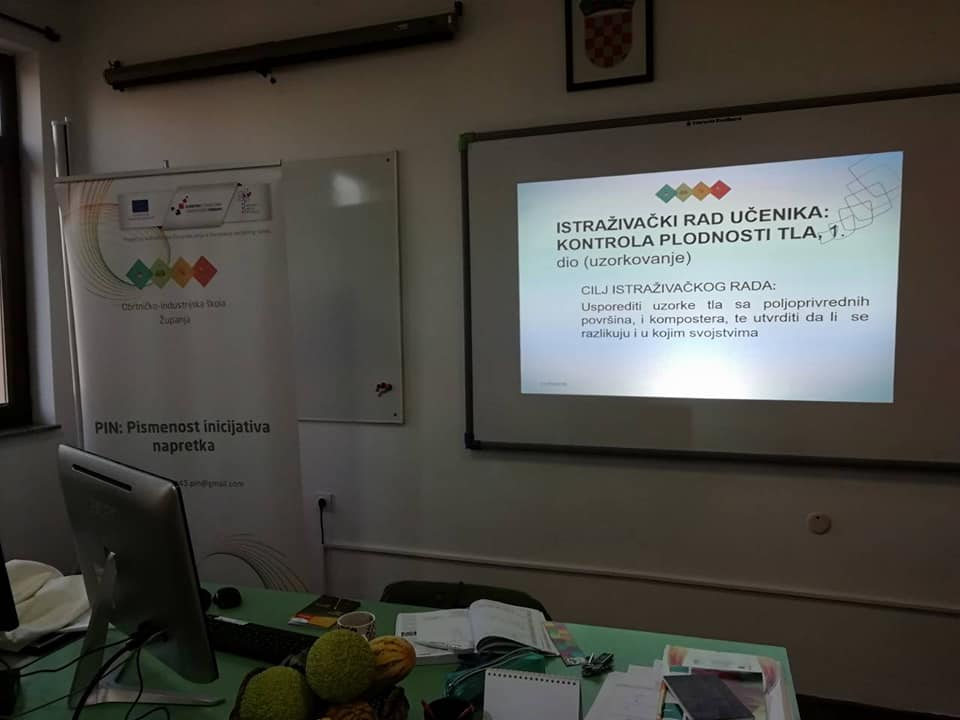 Obrtničko-industrijska škola
Županja
PIN: Pismenost inicijativa
napretka
ISTRAŽIVAČKI RAD UČENIKA:
KONTROLA PLODNOSTI TLA, 1.
dio (uzorkovanje)
CILJ ISTRAŽIVAČKOG RADA:
Usporediti uzorke tla sa poljoprivrednih
površina, i kompostera, te utvrditi da li se
razlikuju i u kojim svojstvima